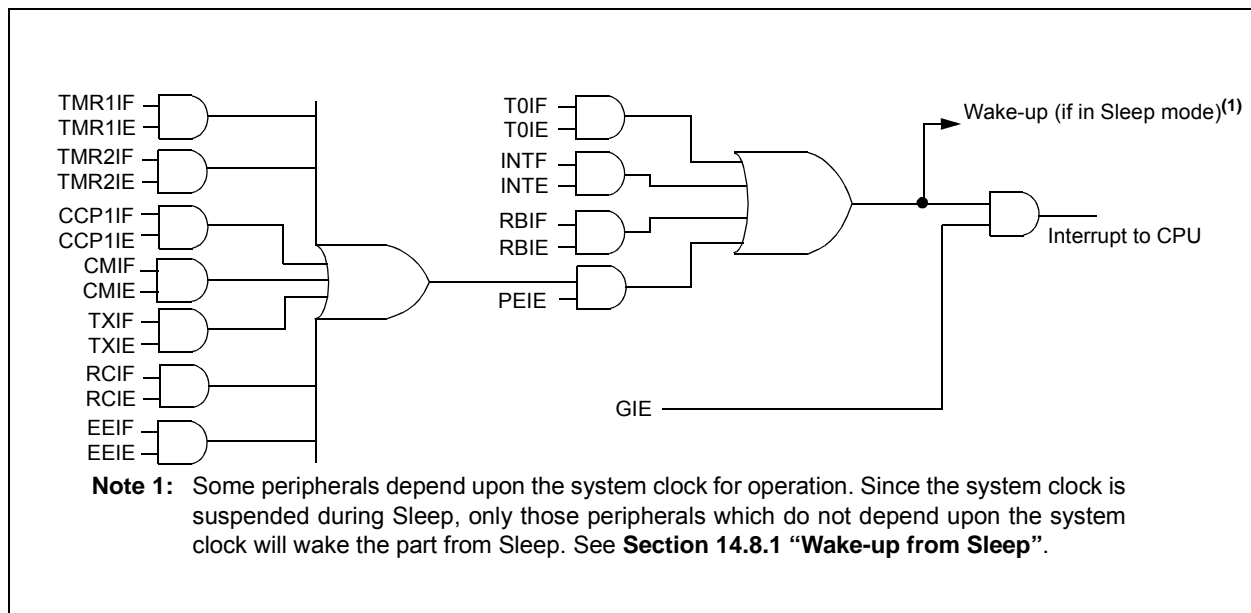 TMR1IF
TMR1IE
TMR2IF
TMR2IE
CCP1IF
CCP1IE
CMIF
CMIE
TXIF
TXIE
RCIF
RCIE
EEIF
EEIE
T0IF
T0IE
INTF
INTE
RBIF
RBIE
PEIE
GIE
Wake-up (if in Sleep mode)(1)
Interrupt to CPU
Note 1: Some peripherals depend upon the system clock for operation. Since the system clock is
suspended during Sleep, only those peripherals which do not depend upon the system
clock will wake the part from Sleep. See Section 14.8.1 “Wake-up from Sleep”.